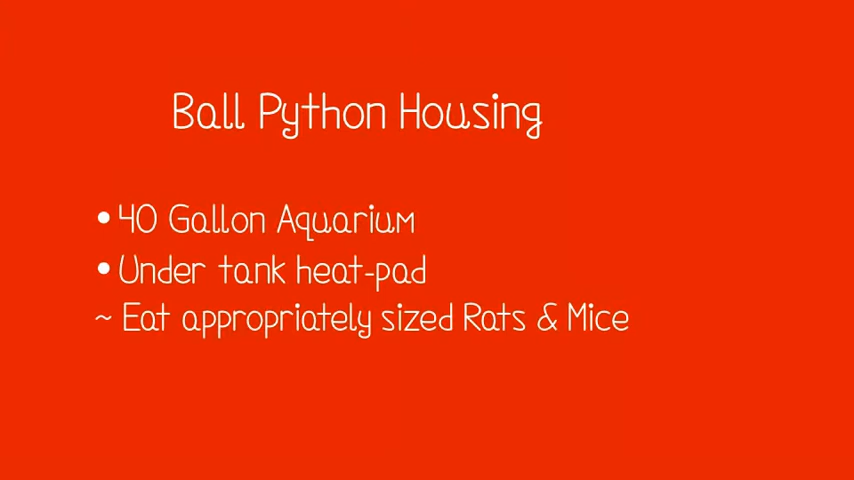 Ball Python Housing
• 40 Gallon Aquarium
• Under tank heat-pad
~ Eat appropriately sized Rats & Mice